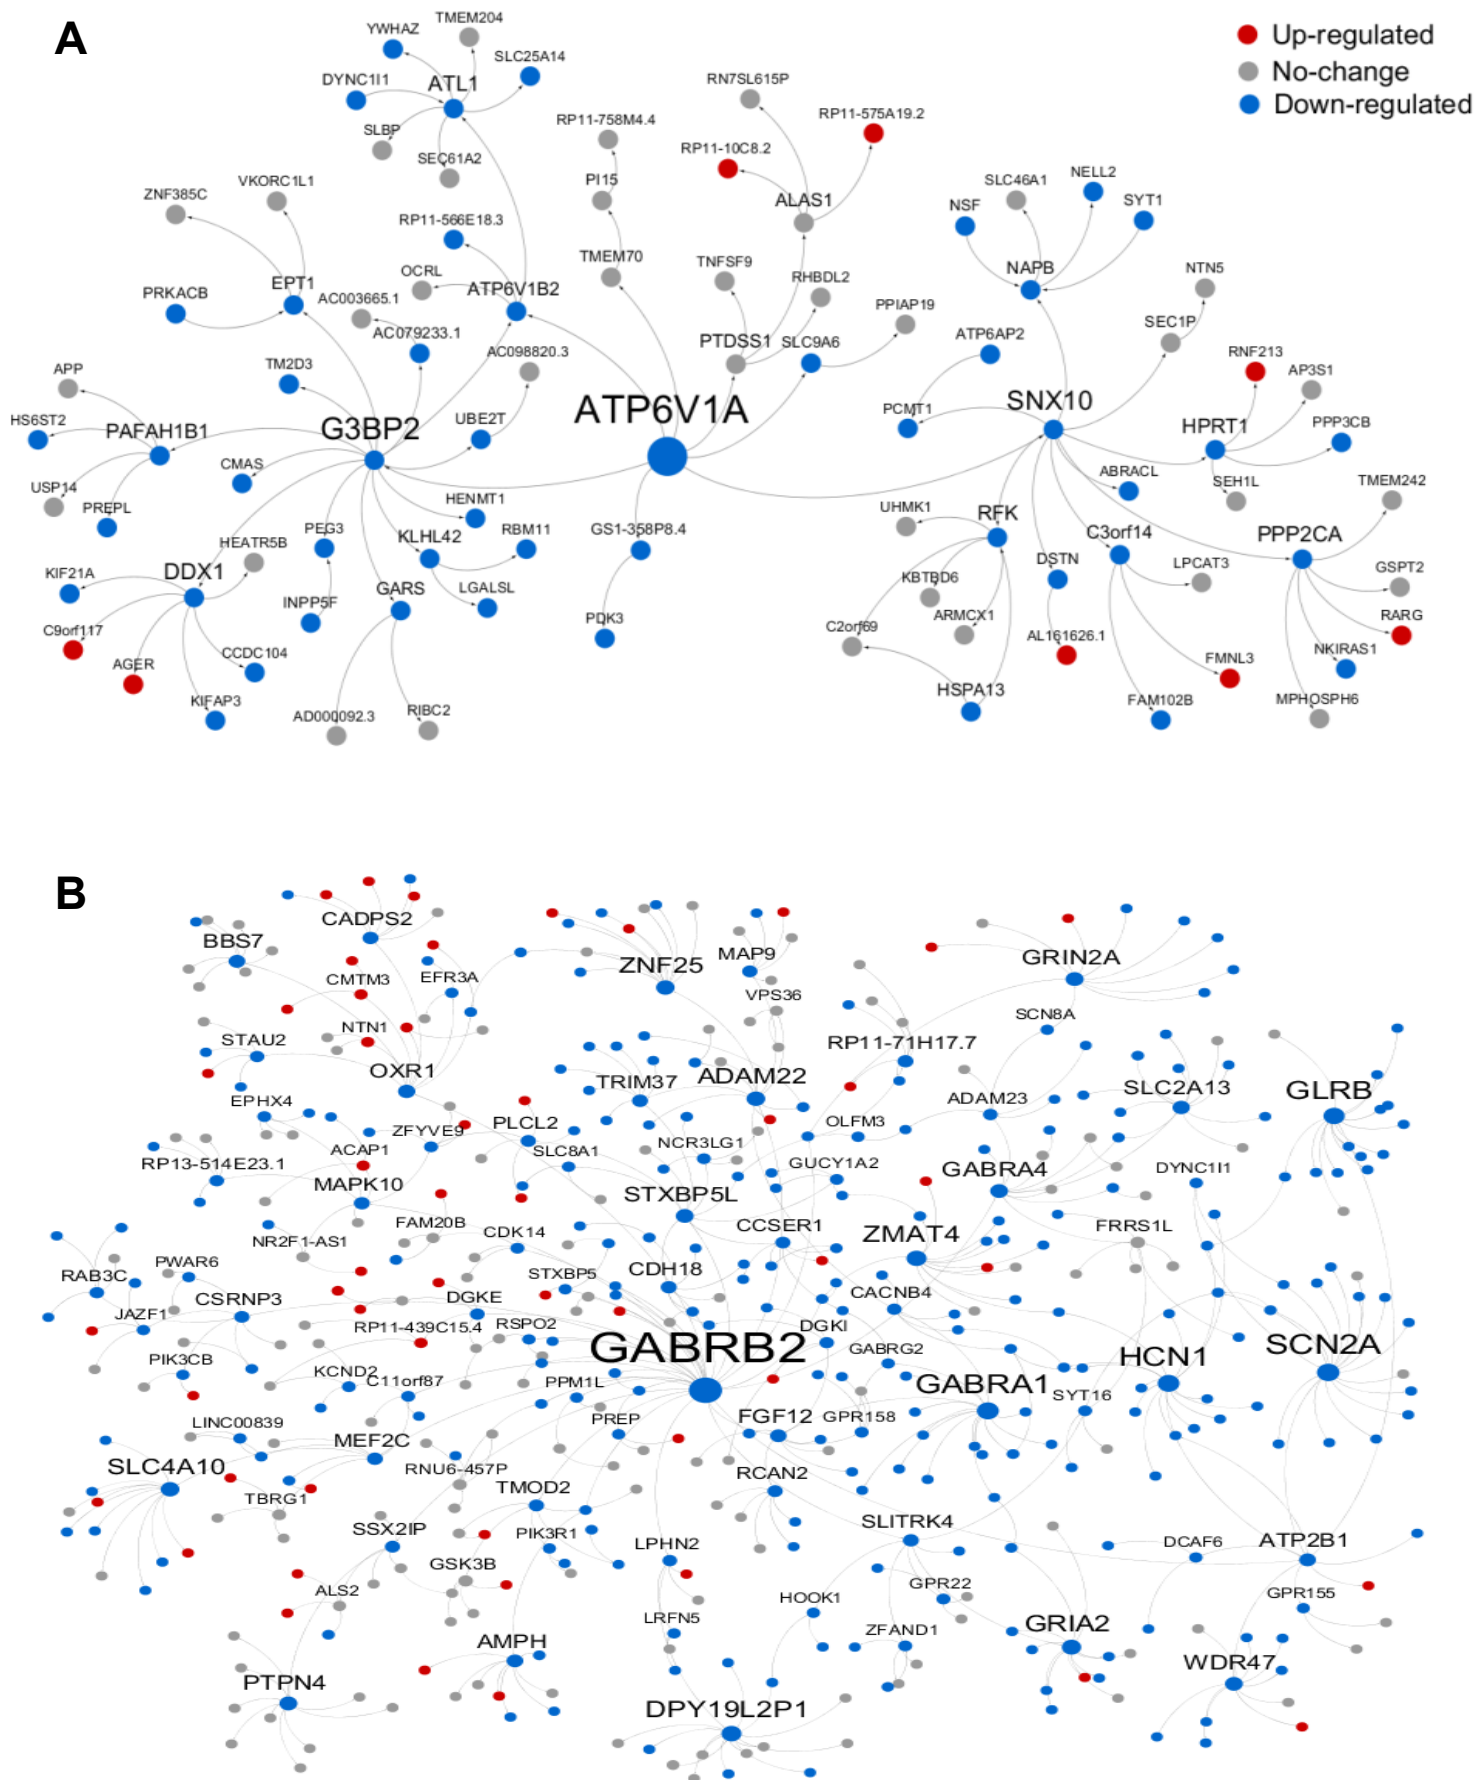 A
Up-regulated
No-change
Down-regulated
YWHAZ
TMEM204
SLC25A14
DYNC1I1
ATL1
SLBP
SEC61A2
RN7SL615P
RP11-575A19.2
RP11-758M4.4
RP11-10C8.2
PI15
ALAS1
ZNF385C
VKORC1L1
RP11-566E18.3
SLC46A1
NELL2
NSF
SYT1
TMEM70
TNFSF9
RHBDL2
NAPB
NTN5
PRKACB
EPT1
OCRL
ATP6V1B2
AC003665.1
AC079233.1
AC098820.3
PTDSS1
SLC9A6
PPIAP19
ATP6AP2
SEC1P
RNF213
AP3S1
APP
TM2D3
HS6ST2
PAFAH1B1
G3BP2
UBE2T
ATP6V1A
PCMT1
SNX10
HPRT1
PPP3CB
CMAS
USP14
PREPL
HENMT1
ABRACL
SEH1L
TMEM242
UHMK1
RFK
PEG3
KLHL42
RBM11
GS1-358P8.4
C3orf14
PPP2CA
HEATR5B
DDX1
KIF21A
GARS
LGALSL
KBTBD6
DSTN
LPCAT3
GSPT2
INPP5F
PDK3
ARMCX1
C2orf69
AL161626.1
RARG
C9orf117
AGER
CCDC104
FMNL3
NKIRAS1
KIFAP3
AD000092.3
RIBC2
HSPA13
FAM102B
MPHOSPH6
B
CADPS2
BBS7
ZNF25
MAP9
GRIN2A
CMTM3
EFR3A
VPS36
SCN8A
NTN1
STAU2
RP11-71H17.7
OXR1
TRIM37
ADAM22
SLC2A13
GLRB
EPHX4
ADAM23
PLCL2
OLFM3
ZFYVE9
ACAP1
SLC8A1
NCR3LG1
RP13-514E23.1
GUCY1A2
GABRA4
DYNC1I1
MAPK10
STXBP5L
FAM20B
CDK14
CCSER1
ZMAT4
FRRS1L
NR2F1-AS1
PWAR6
RAB3C
STXBP5
CDH18
CACNB4
CSRNP3
DGKE
JAZF1
RP11-439C15.4
RSPO2
GABRB2
DGKI
GABRG2
HCN1
SCN2A
PIK3CB
KCND2
C11orf87
PPM1L
GABRA1
SYT16
LINC00839
PREP
FGF12
GPR158
MEF2C
SLC4A10
RNU6-457P
RCAN2
TBRG1
TMOD2
SSX2IP
PIK3R1
LPHN2
SLITRK4
DCAF6
ATP2B1
GSK3B
ALS2
HOOK1
GPR22
GPR155
LRFN5
ZFAND1
GRIA2
AMPH
WDR47
PTPN4
DPY19L2P1